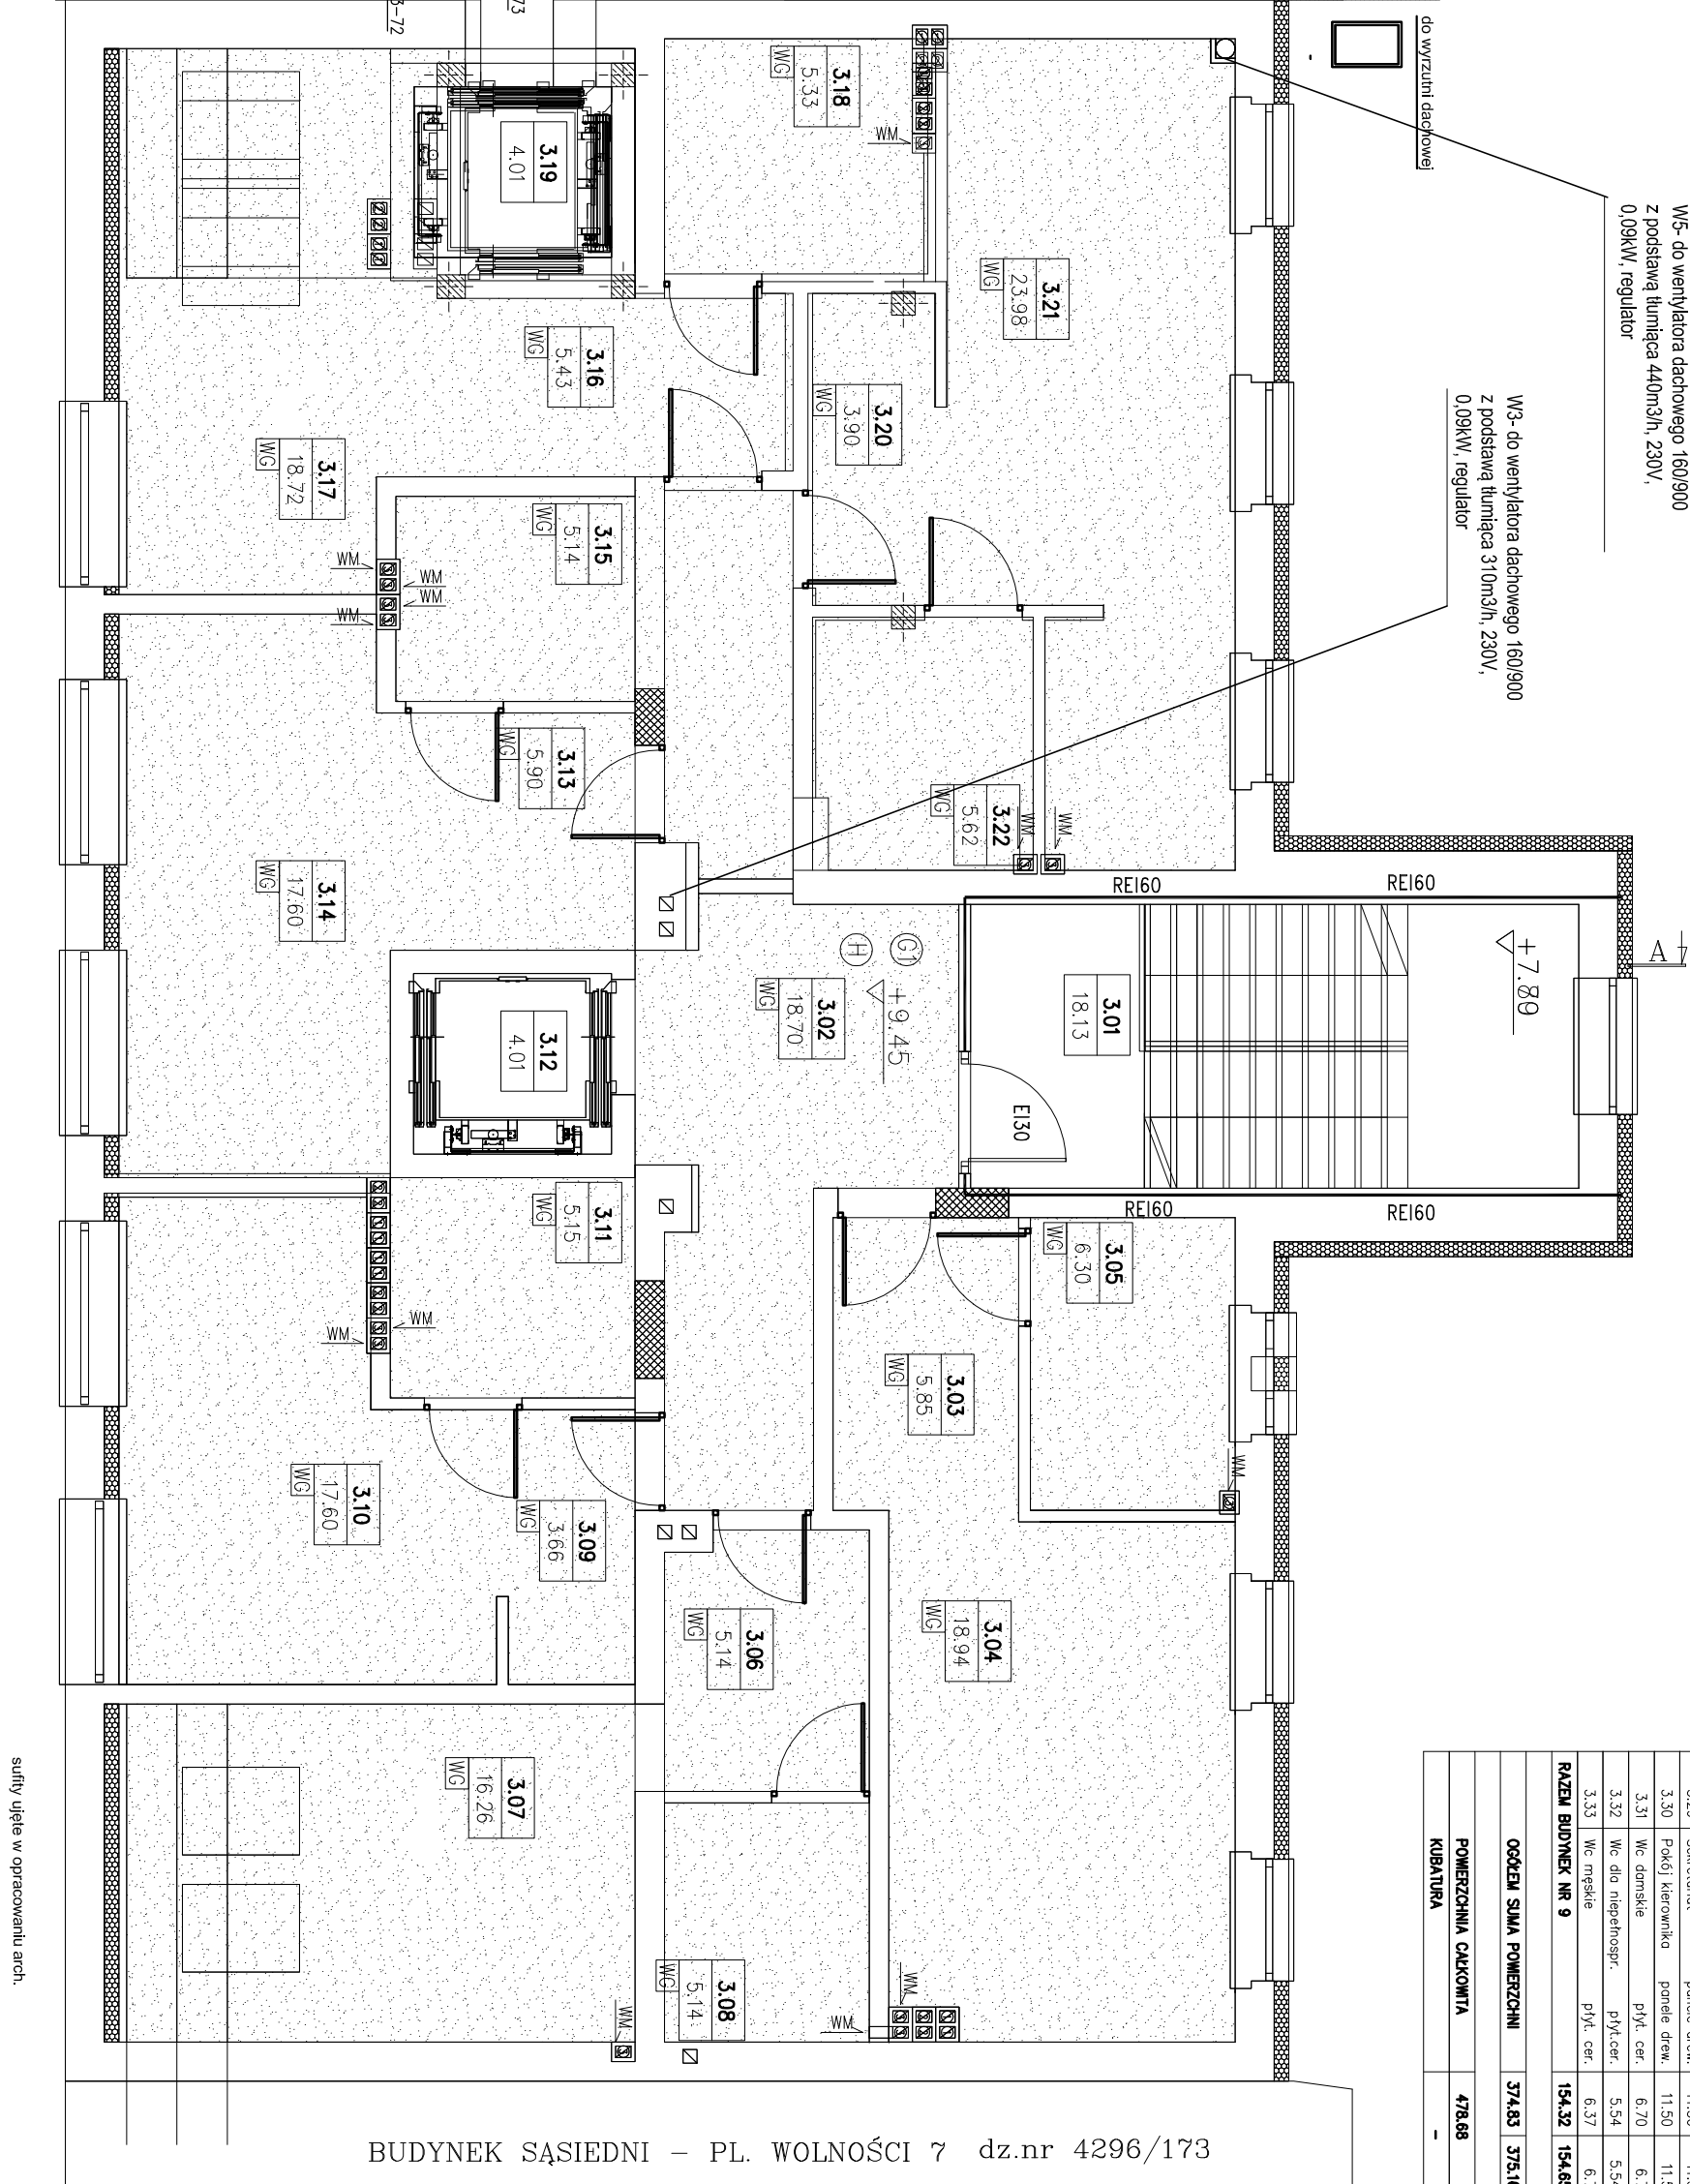 do wyrzutni dachowej
W5- do wentylatora dachowego 160/900
z podstawą tłumiąca 440m3/h, 230V,
0,09kW, regulator
W3- do wentylatora dachowego 160/900
z podstawą tłumiąca 310m3/h, 230V,
0,09kW, regulator
3-72
73
3.18
5.33
WG
WM
3.19
4.01
3.21
23.98
WG
3.16
5.43
WG
3.20
3.90
WG
3.17
18.72
WG
3.15
5.14
WG
WM
WM
WM
WM
3.13
5.90
WG
3.22
5.62
WG
WM
WM
3.14
17.60
WG
REI60
REI60
A
+7.89
G1
H
+9.45
3.02
18.70
WG
3.01
18.13
3.12
4.01
EI30
REI60
REI60
3.11
5.15
WG
3.05
6.30
WG
WM
WM
3.03
5.85
WG
WM
3.10
17.60
WG
3.09
3.66
WG
3.06
5.14
WG
3.04
18.94
WG
3.07
16.26
WG
3.08
5.14
WG
WM
WM
WM
3.30 Pokój kierownika panele drew. 11.50
3.31 Wc damskie płyt. cer. 6.70
3.32 Wc dla niepełnospr. płyt.cer. 5.54
3.33 Wc męskie płyt. cer. 6.37
RAZEM BUDYNEK NR 9 154.32
OGÓŁEM SUMA POWIERZCHNI 374.83
POWIERZCHNIA CAŁKOWITA 478.68
KUBATURA –
sufity ujęte w opracowaniu arch.
BUDYNEK SĄSIEDNI – PL. WOLNOŚCI 7 dz.nr 4296/173